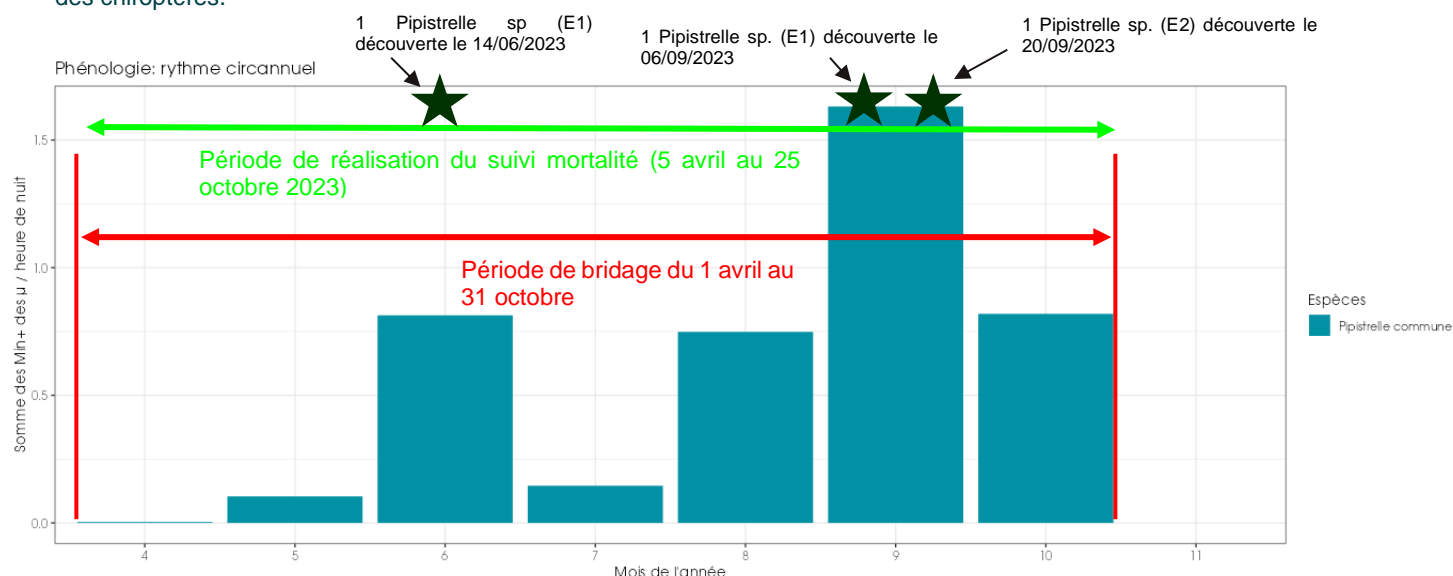 des chiroptères.
1 Pipistrelle sp (E1)
découverte le 14/06/2023
1 Pipistrelle sp. (E1) découverte le
06/09/2023
1 Pipistrelle sp. (E2) découverte le
20/09/2023
Phénologie: rythme circannuel
Période de réalisation du suivi mortalité (5 avril au 25
octobre 2023)
Période de bridage du 1 avril au
31 octobre
Somme des Min+ des µ / heure de nuit
1.5
1.0
0.5
0.0
4 5 6 7 8 9 10 11
Mois de l'année
Espèces
Pipistrelle commune